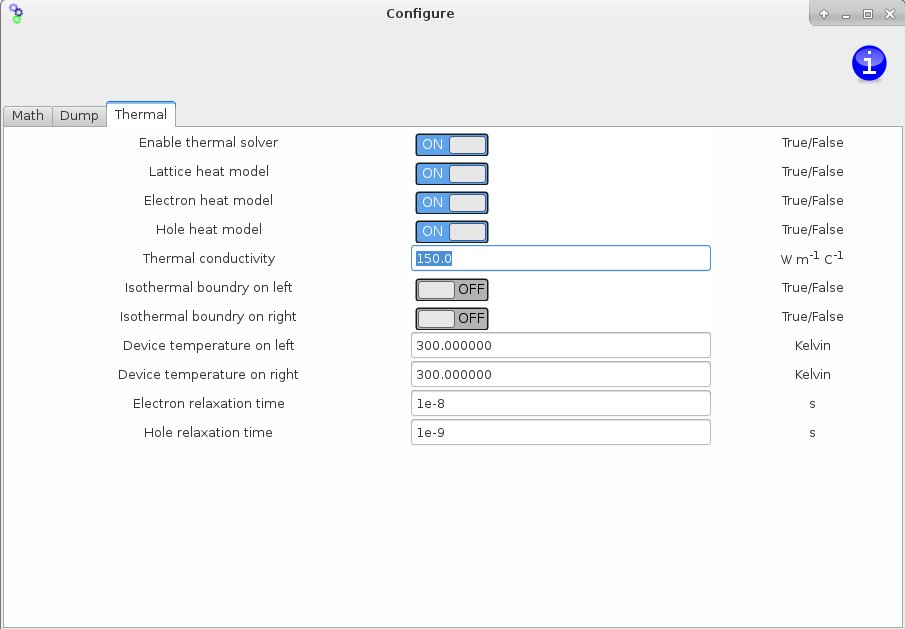 Configure
i
Math Dump Thermal
Enable thermal solver ON True/False
Lattice heat model ON True/False
Electron heat model ON True/False
Hole heat model ON True/False
Thermal conductivity 150.0 W m⁻¹ C⁻¹
Isothermal boundry on left OFF True/False
Isothermal boundry on right OFF True/False
Device temperature on left 300.000000 Kelvin
Device temperature on right 300.000000 Kelvin
Electron relaxation time 1e-8 s
Hole relaxation time 1e-9 s